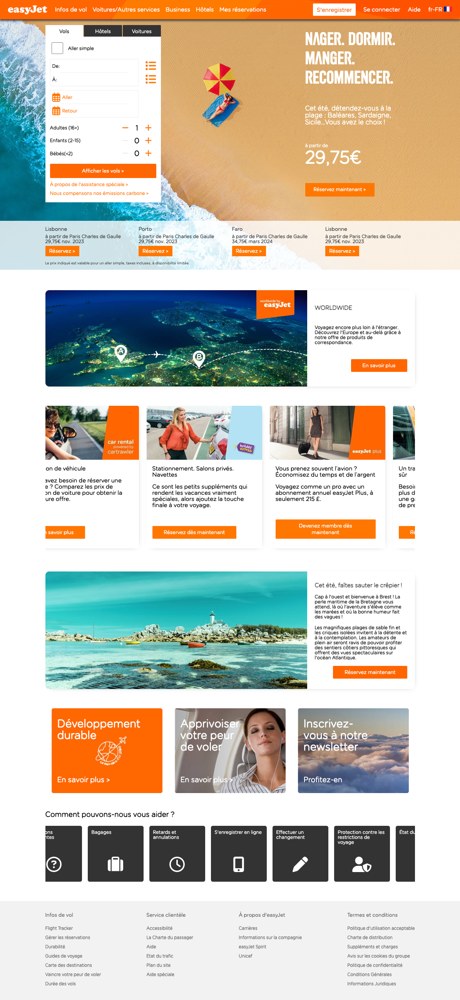 easyJet
Infos de vol
Voitures/Autres services
Business
Hôtels
Mes réservations
S'enregistrer
Se connecter
Aide
fr-FR
Vols
Hôtels
Voitures
Aller simple
De:
À:
Aller
Retour
Adultes (16+)
1
Enfants (2-15)
0
Bébés(<2)
0
Afficher les vols >
À propos de l'assistance spéciale >
Nous compensons nos émissions carbone >
NAGER. DORMIR.
MANGER.
RECOMMENCER.
Cet été, détendez-vous à la
plage : Baléares, Sardaigne,
Sicile...Vous avez le choix !
à partir de
29,75€
Réservez maintenant >
Lisbonne
à partir de Paris Charles de Gaulle
29,75€ nov. 2023
Réservez >
Porto
à partir de Paris Charles de Gaulle
29,75€ nov. 2023
Réservez >
Faro
à partir de Paris Charles de Gaulle
34,75€ mars 2024
Réservez >
Lisbonne
à partir de Paris Charles de Gaulle
29,75€ nov. 2023
Réservez >
Le prix indiqué est valable pour un aller simple, taxes incluses, à disponibilité limitée.
worldwide by
easyJet
A
B
WORLDWIDE
Voyagez encore plus loin à l'étranger.
Découvrez l'Europe et au-delà grâce à
notre offre de produits de
correspondance.
En savoir plus
car rental
powered by
cartrawler
on de véhicule
avez besoin de réserver une
e ? Comparez les prix de
on de voiture pour obtenir la
ure offre.
n savoir plus
holiday
extras
Stationnement. Salons privés.
Navettes
Ce sont les petits suppléments qui
rendent les vacances vraiment
spéciales, alors ajoutez la touche
finale à votre voyage.
Réservez dès maintenant
easyJet plus
Vous prenez souvent l'avion ?
Économisez du temps et de l'argent
Voyagez comme un pro avec un
abonnement annuel easyJet Plus, à
seulement 215 £.
Devenez membre dès
maintenant
Un tra
sûr
Besoin
plus d
une ga
de pre
Ré
Cet été, faîtes sauter le crêpier !
Cap à l'ouest et bienvenue à Brest ! La
perle maritime de la Bretagne vous
attend, là où l'aventure s'élève comme
les marées et où la bonne humeur fait
des vagues !
Les magnifiques plages de sable fin et
les criques isolées invitent à la détente et
à la contemplation. Les amateurs de
plein air seront ravis de pouvoir profiter
des sentiers côtiers pittoresques qui
offrent des vues spectaculaires sur
l'océan Atlantique.
Réservez maintenant
Développement
durable
En savoir plus >
Apprivoiser
votre peur
de voler
En savoir plus >
Inscrivez-
vous à notre
newsletter
Profitez-en
Comment pouvons-nous vous aider ?
ons
ntes
Bagages
Retards et
annulations
S'enregistrer en ligne
Effectuer un
changement
Protection contre les
restrictions de
voyage
État du
Infos de vol
Flight Tracker
Gérer les réservations
Durabilité
Guides de voyage
Carte des destinations
Vaincre votre peur de voler
Durée des vols
Service clientèle
Accessibilité
La Charte du passager
Aide
Etat du trafic
Plan du site
Aide spéciale
À propos d'easyJet
Carrières
Informations sur la compagnie
easyJet Spirit
Unicef
Termes et conditions
Politique d'utilisation acceptable
Charte de distribution
Suppléments et charges
Avis sur les cookies du groupe
Politique de confidentialité
Conditions Générales
Informations Juridiques